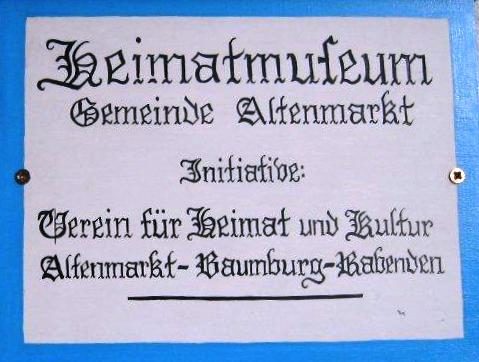 Heimatmuſeum
Gemeinde Altenmarkt
Initiative:
Verein für Heimat und Kultur
Altenmarkt-Baumburg-Rabenden